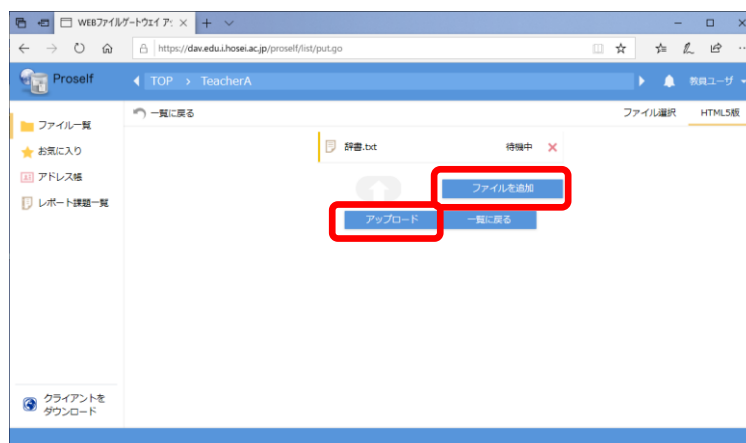 WEBファイルゲートウェイ ア:
https://dav.edu.i.hosei.ac.jp/proself/list/put.go
Proself
TOP > TeacherA
教員ユーザ
ファイル一覧
お気に入り
アドレス帳
レポート課題一覧
一覧に戻る
ファイル選択
HTML5版
辞書.txt
待機中
ファイルを追加
アップロード
一覧に戻る
クライアントを
ダウンロード